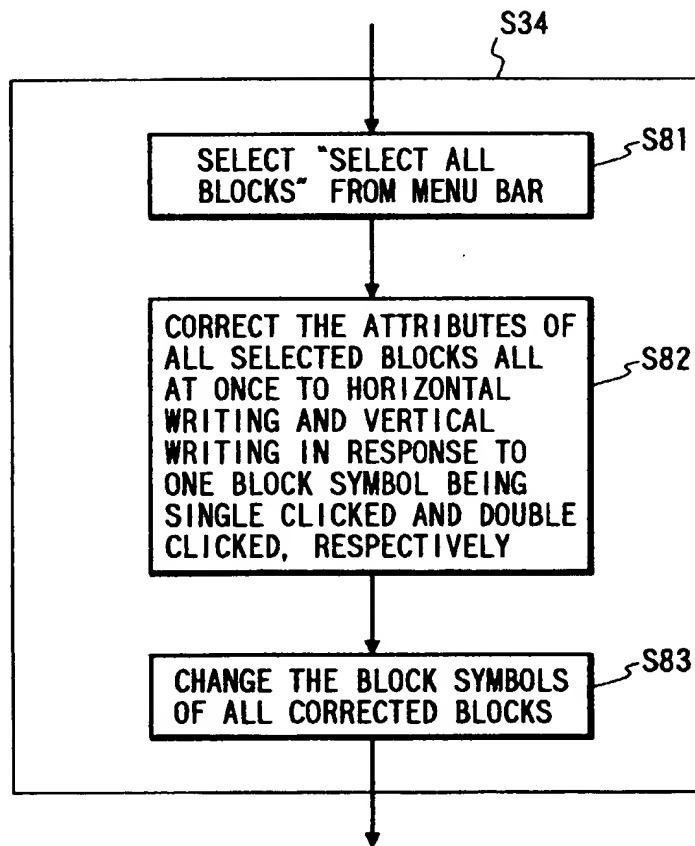 S34
S81
SELECT "SELECT ALL
BLOCKS" FROM MENU BAR
S82
CORRECT THE ATTRIBUTES OF
ALL SELECTED BLOCKS ALL
AT ONCE TO HORIZONTAL
WRITING AND VERTICAL
WRITING IN RESPONSE TO
ONE BLOCK SYMBOL BEING
SINGLE CLICKED AND DOUBLE
CLICKED, RESPECTIVELY
S83
CHANGE THE BLOCK SYMBOLS
OF ALL CORRECTED BLOCKS